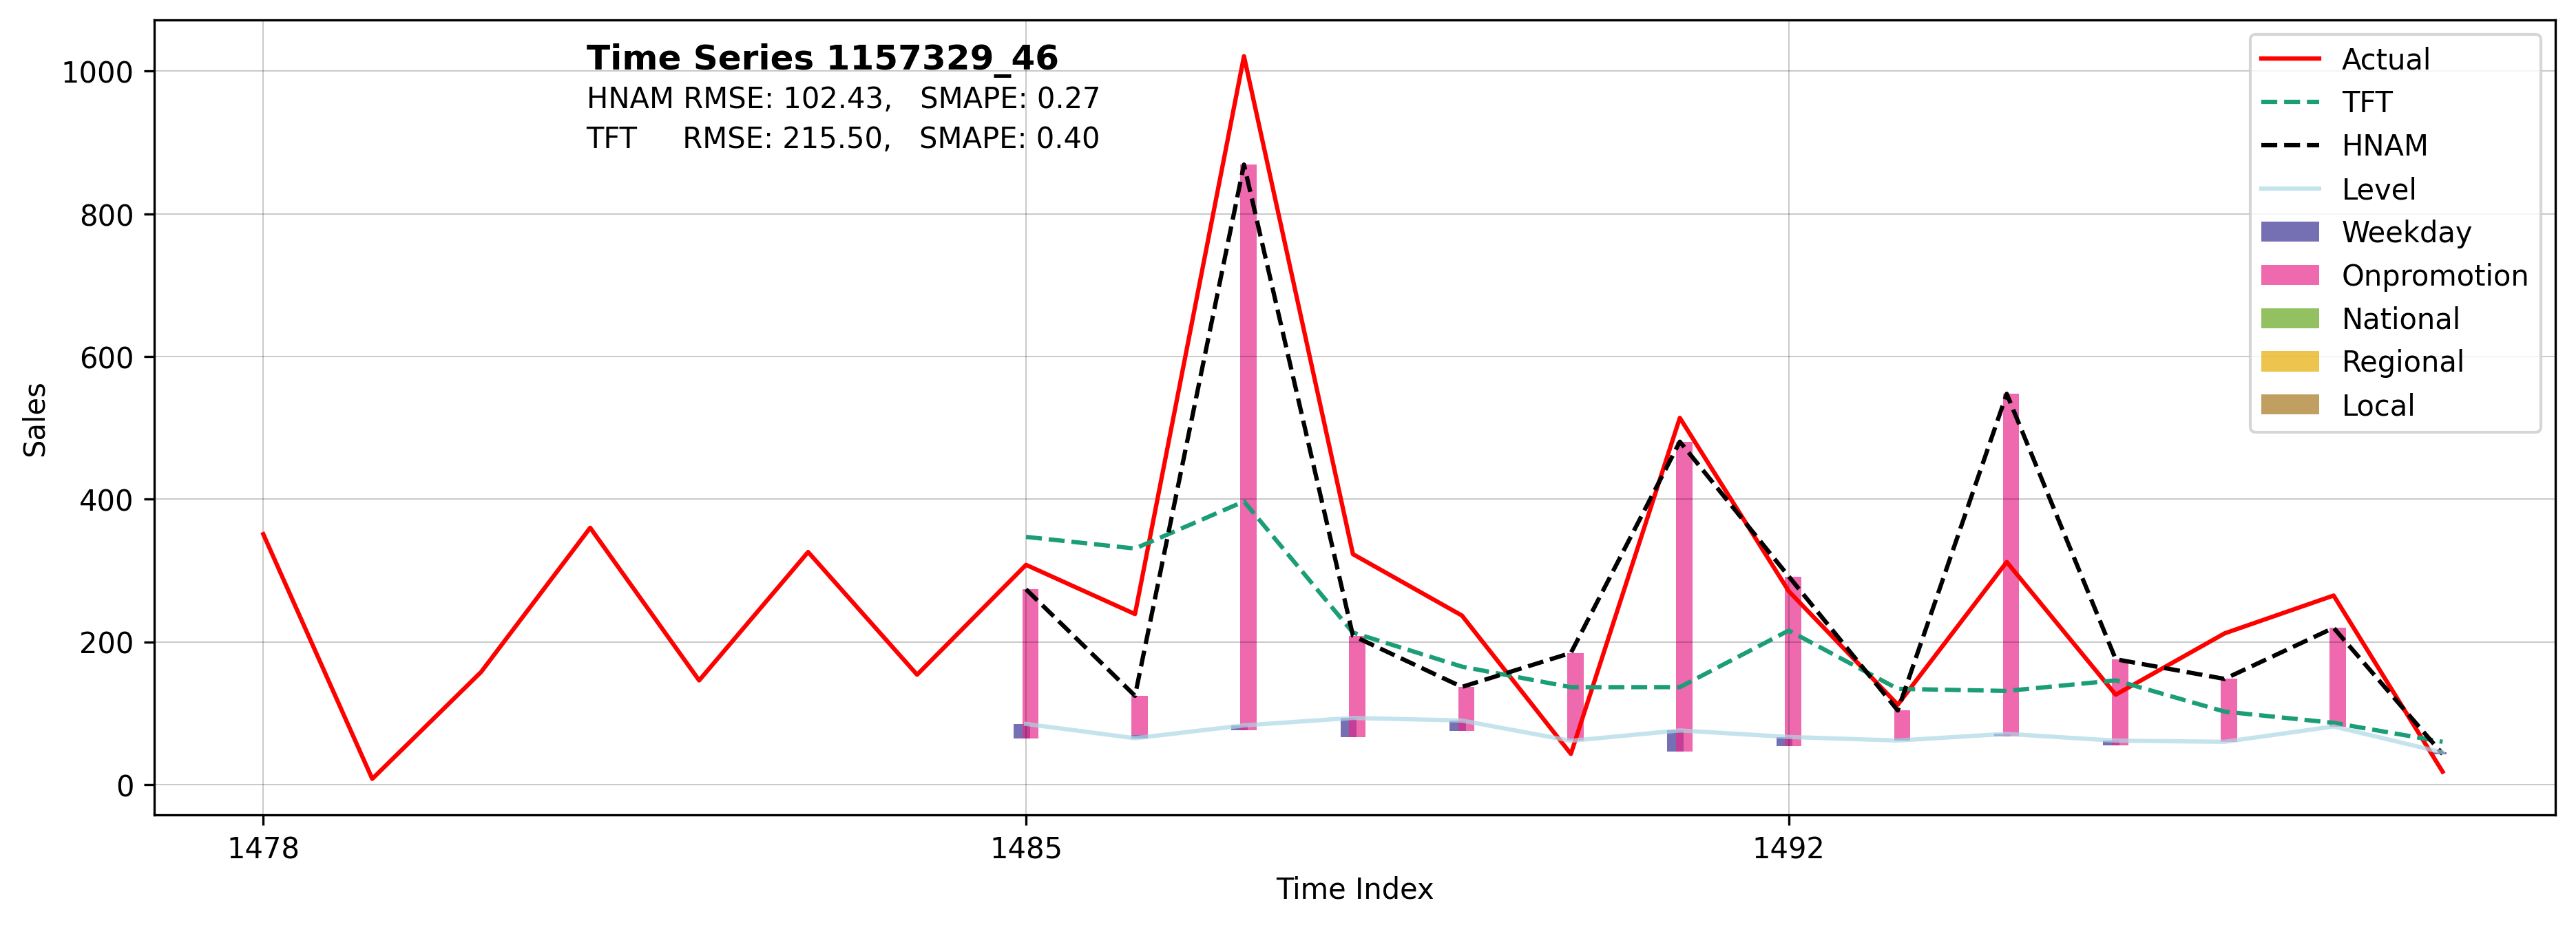 Time Series 1157329_46
HNAM RMSE: 102.43, SMAPE: 0.27
TFT RMSE: 215.50, SMAPE: 0.40
Actual
TFT
HNAM
Level
Weekday
Onpromotion
National
Regional
Local
Sales
1000
800
600
400
200
0
1478
1485
1492
Time Index